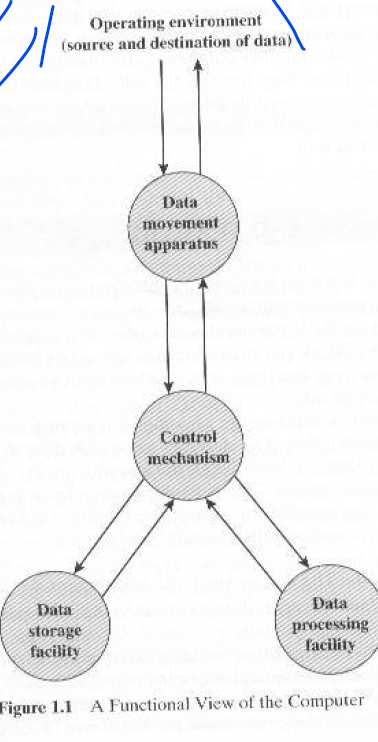 Operating environment
(source and destination of data)
Data
movement
apparatus
Control
mechanism
Data
storage
facility
Data
processing
facility
Figure 1.1 A Functional View of the Computer